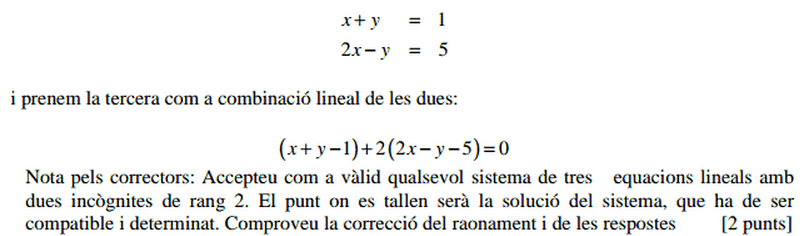 x+ y = 1
2x− y = 5
i prenem la tercera com a combinació lineal de les dues:
(x+ y−1)+2(2x− y−5)=0
Nota pels correctors: Accepteu com a vàlid qualsevol sistema de tres equacions lineals amb
dues incògnites de rang 2. El punt on es tallen serà la solució del sistema, que ha de ser
compatible i determinat. Comproveu la correcció del raonament i de les respostes [2 punts]